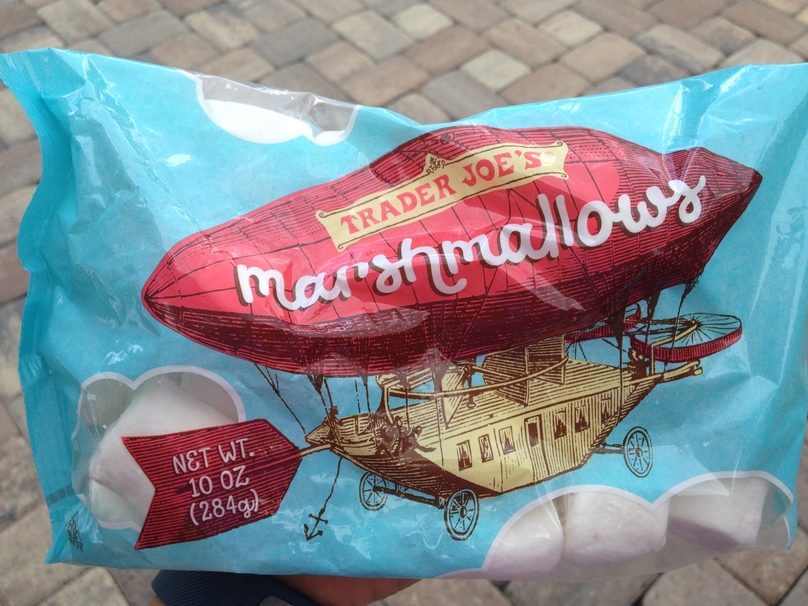 TRADER JOE'S®
marshmallows
NET WT.
10 OZ
(284g)